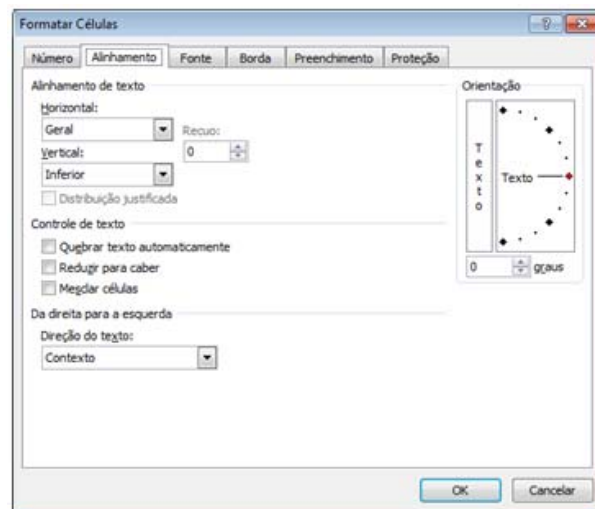 Formatar Células
Número Alinhamento Fonte Borda Preenchimento Proteção
Alinhamento de texto
Horizontal:
Geral
Recuo:
Vertical:
0
Inferior
Distribuição justificada
Controle de texto
Quebrar texto automaticamente
Reduzir para caber
Mesclar células
Da direita para a esquerda
Direção do texto:
Contexto
Orientação
Texto
Texto
0 graus
OK Cancelar